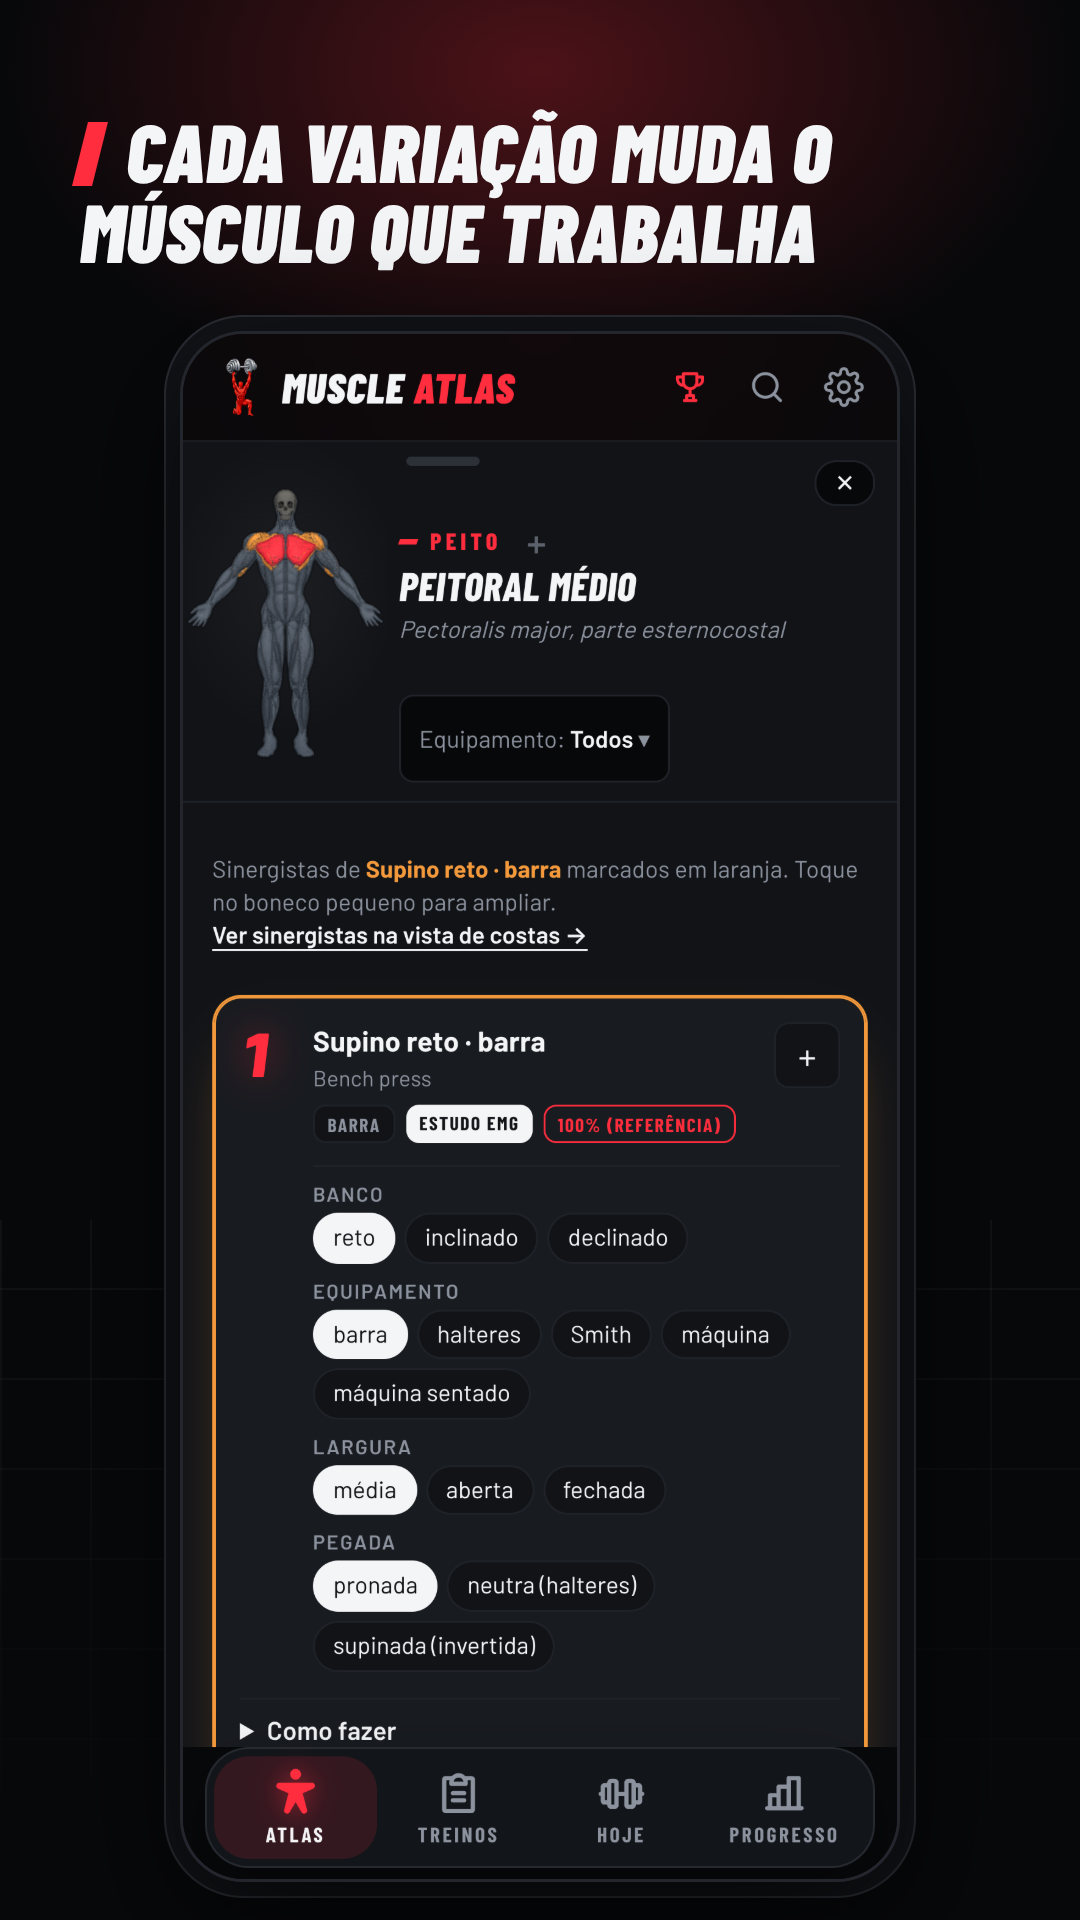 CADA VARIAÇÃO MUDA O
MÚSCULO QUE TRABALHA
MUSCLE ATLAS
PEITO +
PEITORAL MÉDIO
Pectoralis major, parte esternocostal
Equipamento: Todos ▾
Sinergistas de Supino reto · barra marcados em laranja. Toque
no boneco pequeno para ampliar.
Ver sinergistas na vista de costas →
1
Supino reto · barra
Bench press
BARRA ESTUDO EMG 100% (REFERÊNCIA)
BANCO
reto inclinado declinado
EQUIPAMENTO
barra halteres Smith máquina
máquina sentado
LARGURA
média aberta fechada
PEGADA
pronada neutra (halteres)
supinada (invertida)
▶ Como fazer
ATLAS TREINOS HOJE PROGRESSO